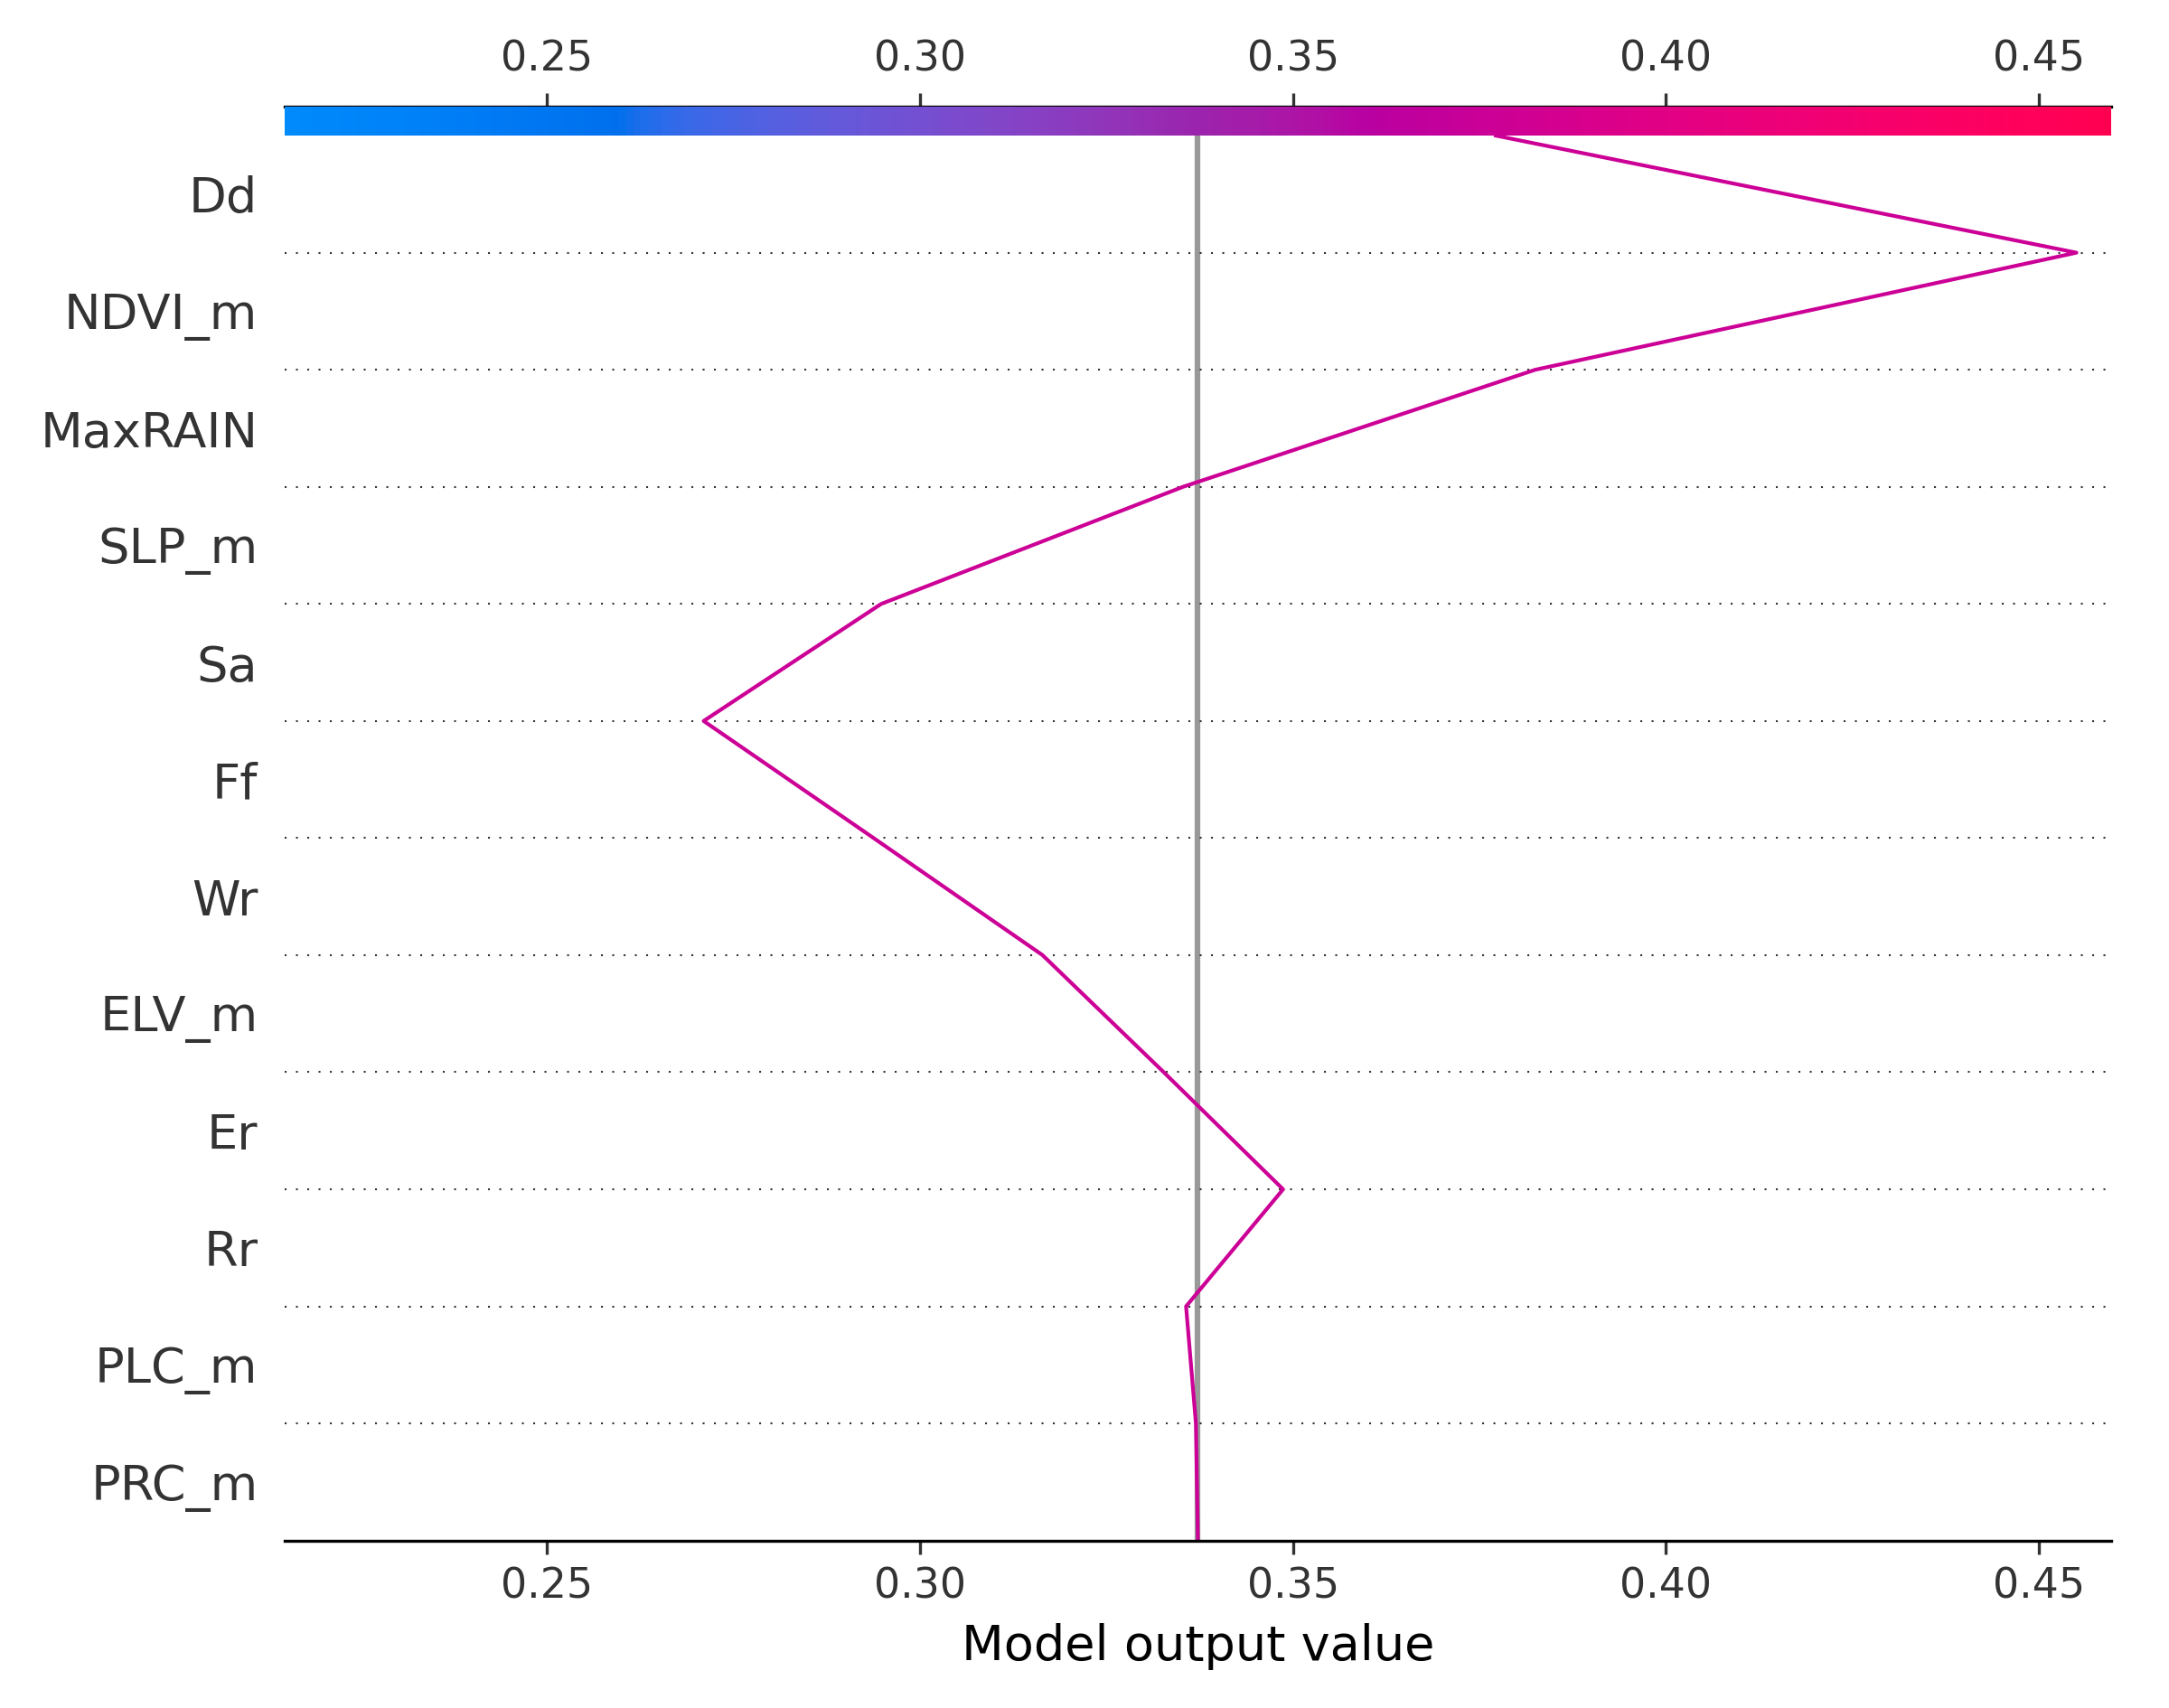 0.25 0.30 0.35 0.40 0.45
Dd
NDVI_m
MaxRAIN
SLP_m
Sa
Ff
Wr
ELV_m
Er
Rr
PLC_m
PRC_m
0.25 0.30 0.35 0.40 0.45
Model output value